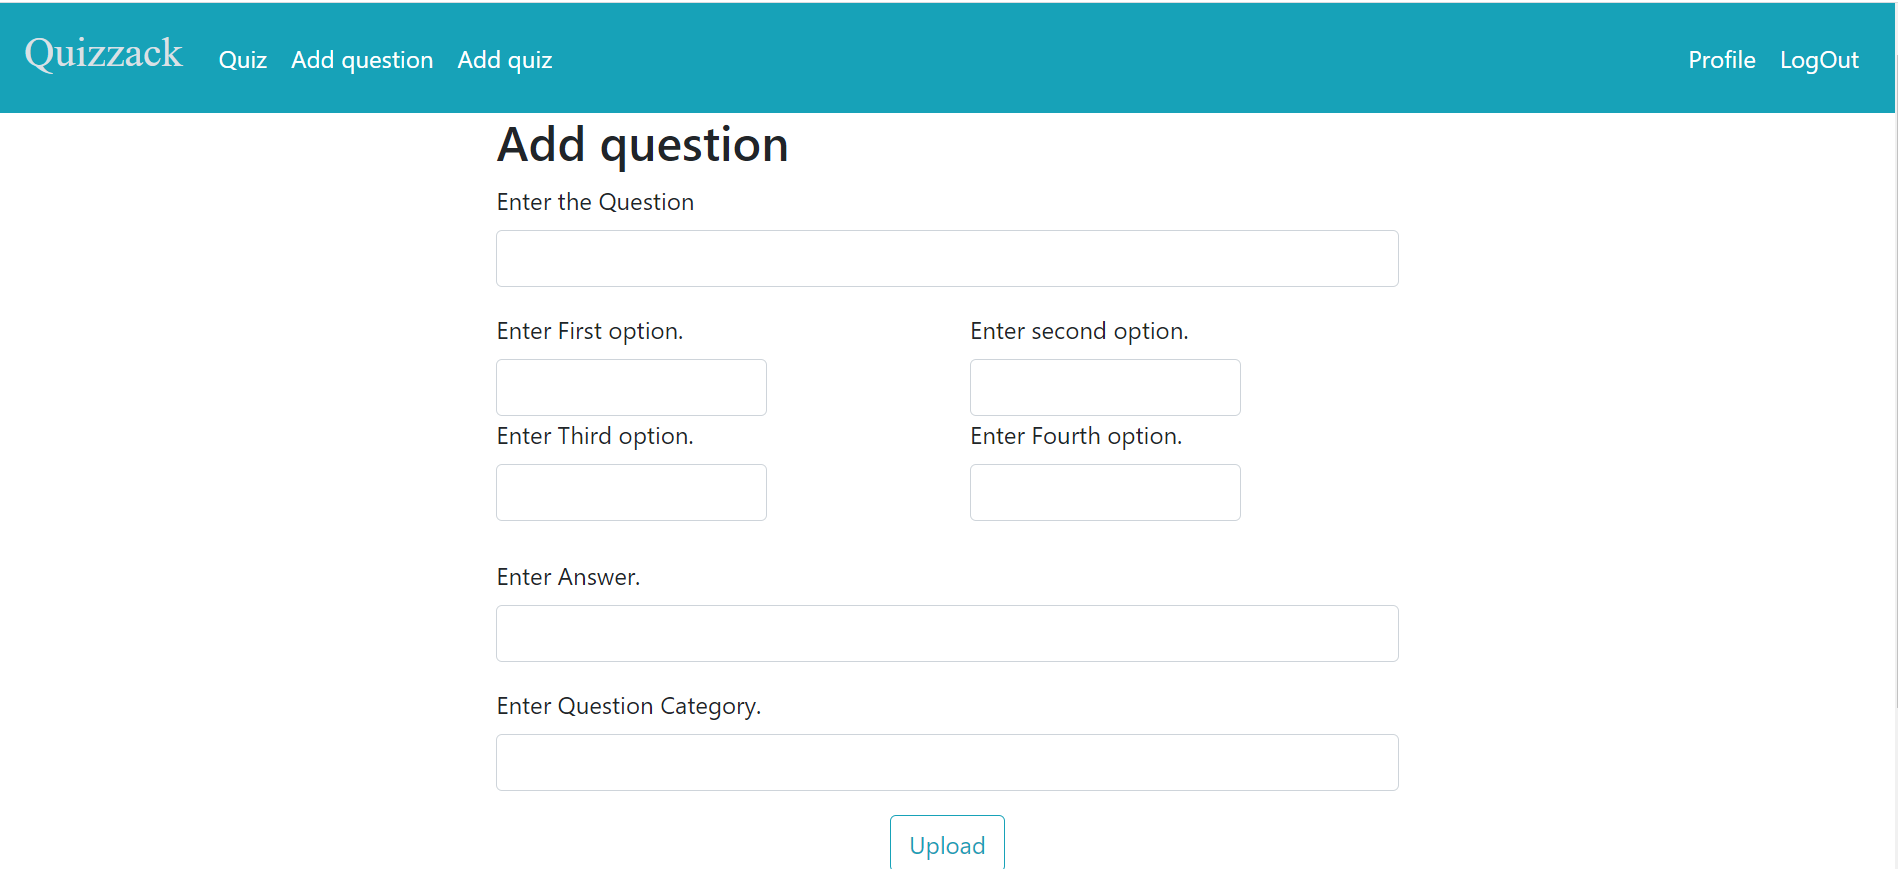 Quizzack Quiz Add question Add quiz Profile LogOut
Add question
Enter the Question
Enter First option. Enter second option.
Enter Third option. Enter Fourth option.
Enter Answer.
Enter Question Category.
Upload